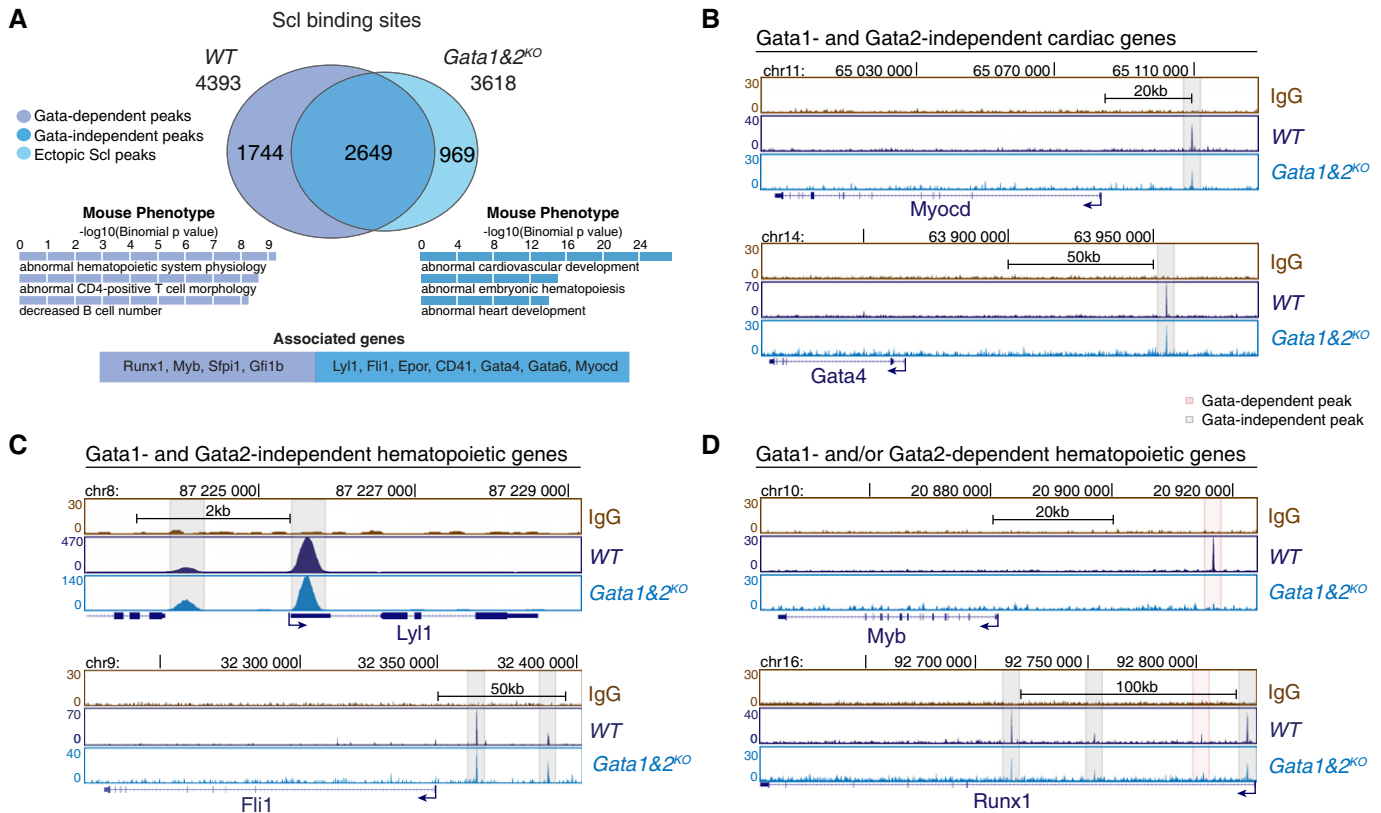 A
Scl binding sites
WT
4393
Gata1&2KO
3618
Gata-dependent peaks
Gata-independent peaks
Ectopic Scl peaks
1744
2649
969
Mouse Phenotype
-log10(Binomial p value)
0 1 2 3 4 5 6 7 8 9
abnormal hematopoietic system physiology
abnormal CD4-positive T cell morphology
decreased B cell number
Mouse Phenotype
-log10(Binomial p value)
0 4 8 12 14 16 20 24
abnormal cardiovascular development
abnormal embryonic hematopoiesis
abnormal heart development
Associated genes
Runx1, Myb, Sfpi1, Gfi1b
Lyl1, Fli1, Epor, CD41, Gata4, Gata6, Myocd
B
Gata1- and Gata2-independent cardiac genes
chr11: 65 030 000 65 070 000 65 110 000
30
0
20kb
IgG
40
0
WT
30
0
Gata1&2KO
Myocd
chr14: 63 900 000 63 950 000
30
0
50kb
IgG
70
0
WT
30
0
Gata1&2KO
Gata4
Gata-dependent peak
Gata-independent peak
C
Gata1- and Gata2-independent hematopoietic genes
chr8: 87 225 000 87 227 000 87 229 000
30
0
2kb
IgG
470
0
WT
140
0
Gata1&2KO
Lyl1
chr9: 32 300 000 32 350 000 32 400 000
30
0
50kb
IgG
70
0
WT
40
0
Gata1&2KO
Fli1
D
Gata1- and/or Gata2-dependent hematopoietic genes
chr10: 20 880 000 20 900 000 20 920 000
30
0
20kb
IgG
30
0
WT
30
0
Gata1&2KO
Myb
chr16: 92 700 000 92 750 000 92 800 000
30
0
100kb
IgG
40
0
WT
30
0
Gata1&2KO
Runx1